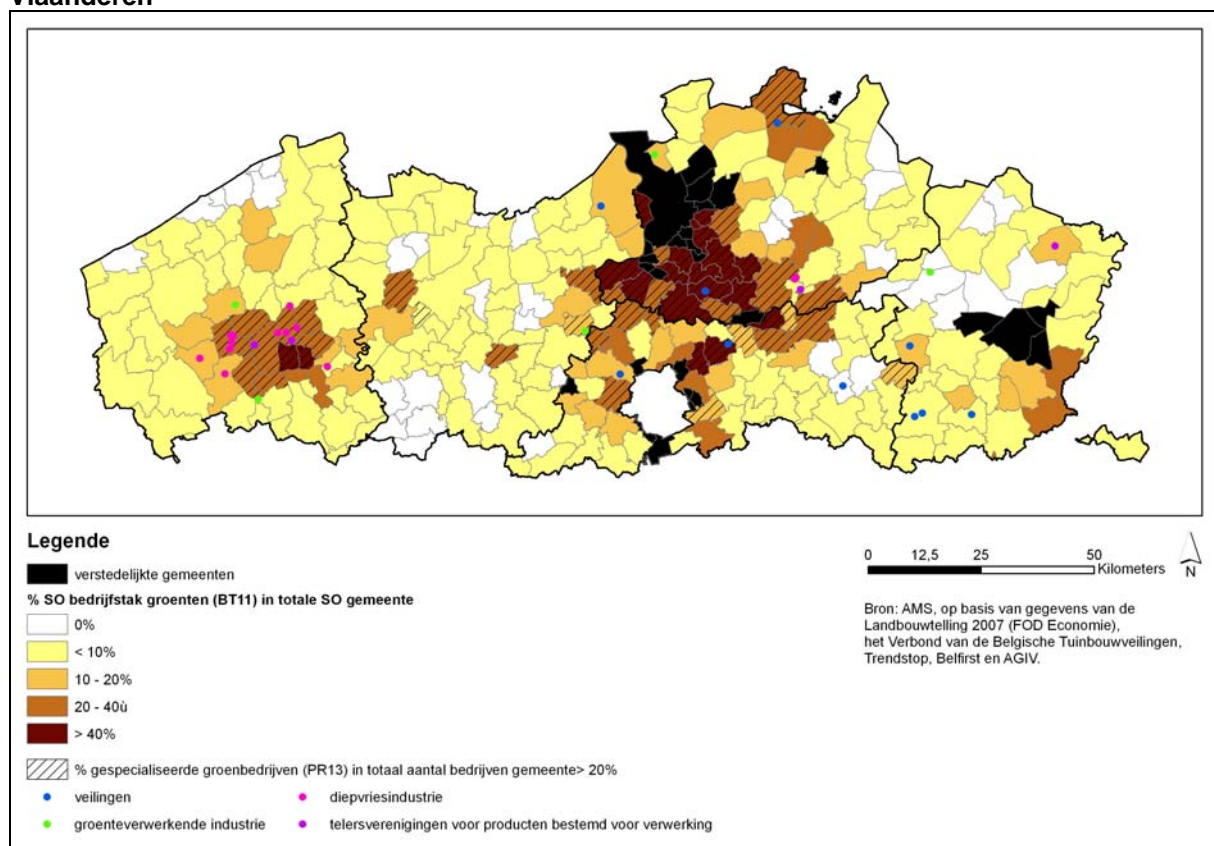 Vlaanderen
Legende
verstedelijkte gemeenten
% SO bedrijfstak groenten (BT11) in totale SO gemeente
0%
< 10%
10 - 20%
20 - 40ù
> 40%
% gespecialiseerde groenbedrijven (PR13) in totaal aantal bedrijven gemeente> 20%
veilingen
diepvriesindustrie
groenteverwerkende industrie
telersverenigingen voor producten bestemd voor verwerking
0 12,5 25 50
Kilometers
N
Bron: AMS, op basis van gegevens van de
Landbouwtelling 2007 (FOD Economie),
het Verbond van de Belgische Tuinbouwveilingen,
Trendstop, Belfirst en AGIV.